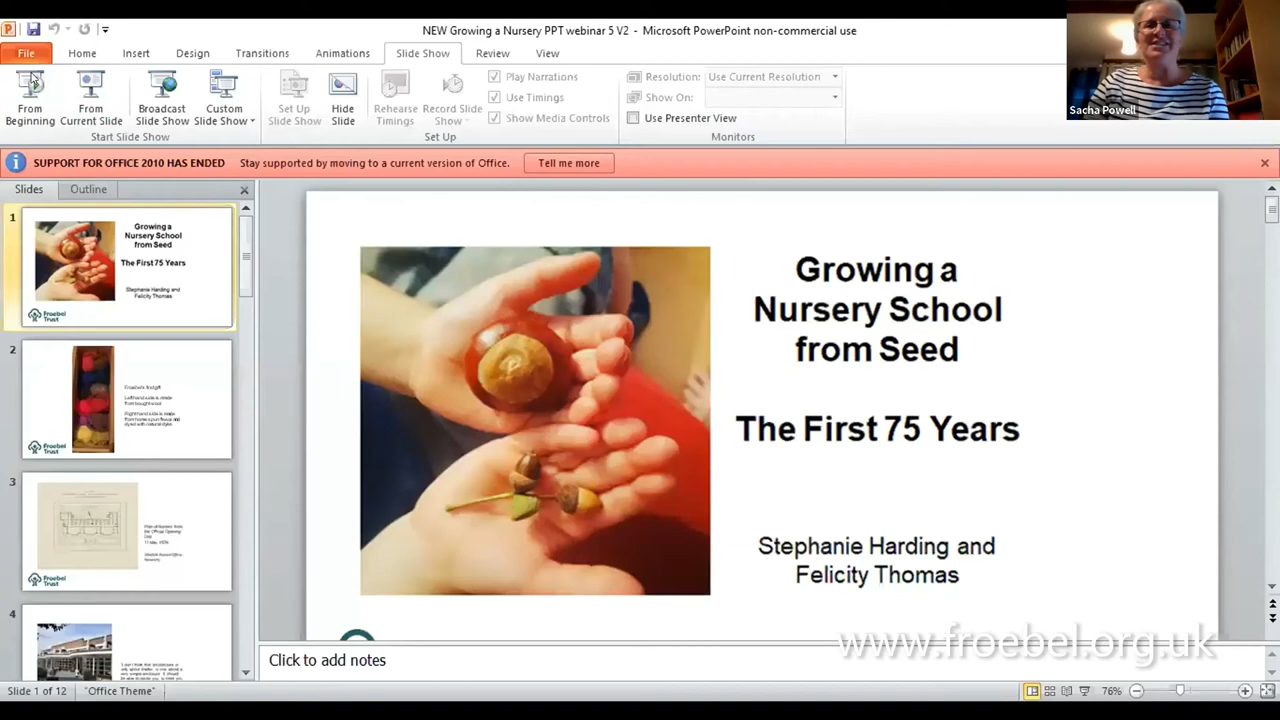 NEW Growing a Nursery PPT webinar 5 V2 - Microsoft PowerPoint non-commercial use
File Home Insert Design Transitions Animations Slide Show Review View
From Beginning
From Current Slide
Broadcast Slide Show
Custom Slide Show
Start Slide Show
Set Up Slide Show
Hide Slide
Rehearse Timings
Record Slide Show
Play Narrations
Use Timings
Show Media Controls
Set Up
Resolution: Use Current Resolution
Show On:
Use Presenter View
Monitors
Sacha Powell
SUPPORT FOR OFFICE 2010 HAS ENDED Stay supported by moving to a current version of Office. Tell me more
Slides Outline
1
Growing a
Nursery School
from Seed
The First 75 Years
Stephanie Harding and
Felicity Thomas
Froebel
Trust
2
Froebel
Trust
3
Froebel
Trust
4
Growing a
Nursery School
from Seed
The First 75 Years
Stephanie Harding and
Felicity Thomas
www.froebel.org.uk
Click to add notes
Slide 1 of 12 "Office Theme" 76%